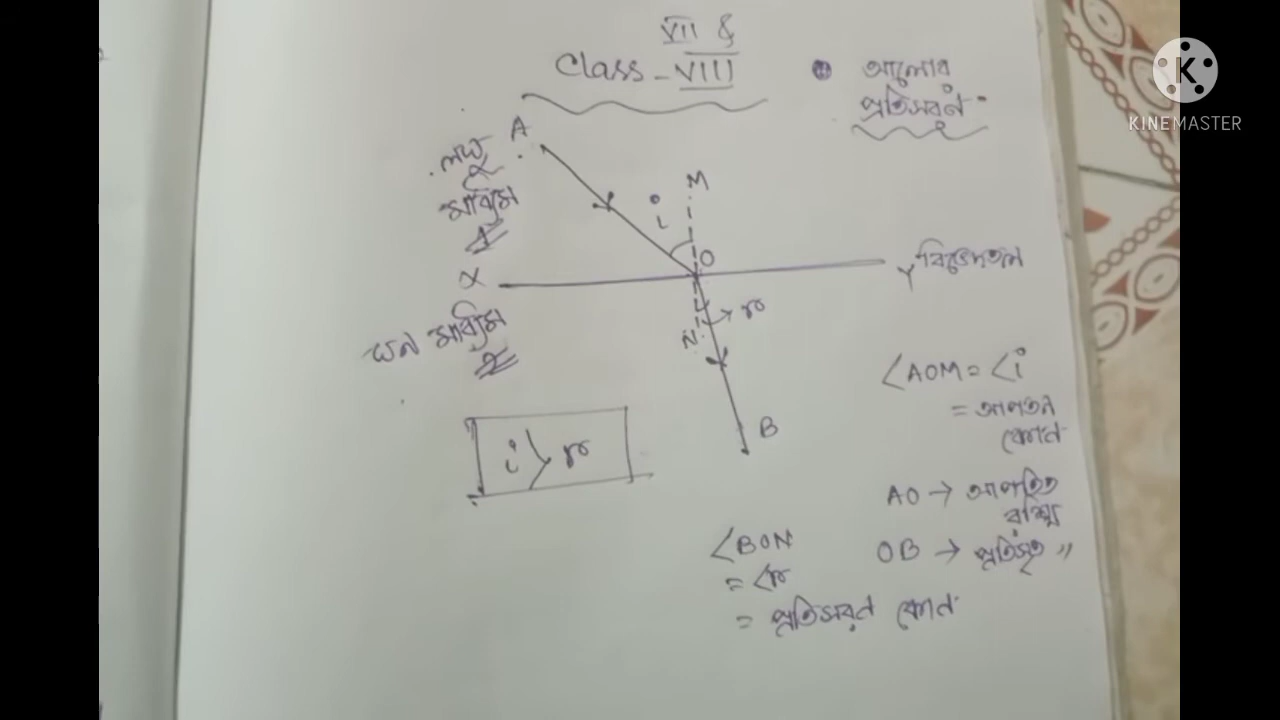 VII &
Class - VIII
আলোর
প্রতিসরণ
A
লঘু
মাধ্যম
M
i
O
X
Y
বিভেদতল
ঘন মাধ্যম
N
r
B
i > r
∠AOM = ∠i
= আপতন
কোণ
AO → আপতিত
রশ্মি
OB → প্রতিসৃত "
∠BON
= ∠r
= প্রতিসরণ কোণ
K
KINEMASTER